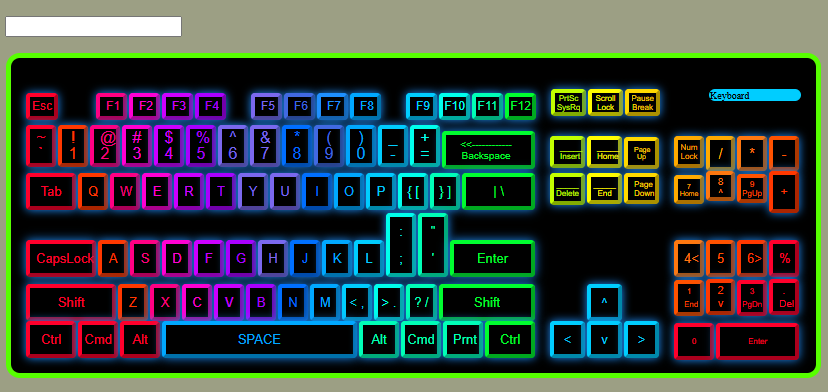 Esc F1 F2 F3 F4 F5 F6 F7 F8 F9 F10 F11 F12 PrtSc SysRq Scroll Lock Pause Break Keyboard
~ ` ! 1 @ 2 # 3 $ 4 % 5 ^ 6 & 7 * 8 ( 9 ) 0 _ - + = <<-------- Backspace Insert Home Page Up Num Lock / * -
Tab Q W E R T Y U I O P { [ } ] | \ Delete End Page Down 7 Home 8 ^ 9 PgUp +
CapsLock A S D F G H J K L : ; " ' Enter 4< 5 6> %
Shift Z X C V B N M < , > . ? / Shift ^ 1 End 2 v 3 PgDn . Del
Ctrl Cmd Alt SPACE Alt Cmd Prnt Ctrl < v > 0 Enter